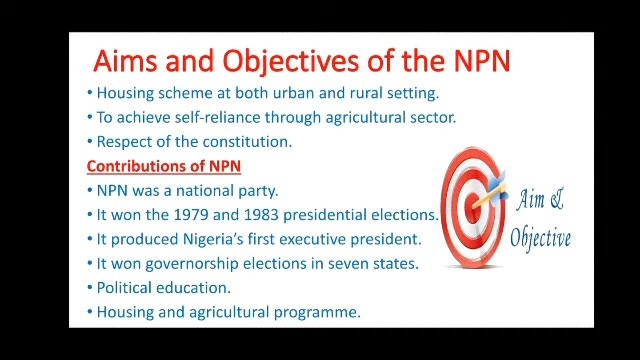 Aims and Objectives of the NPN
• Housing scheme at both urban and rural setting.
• To achieve self-reliance through agricultural sector.
• Respect of the constitution.
Contributions of NPN
• NPN was a national party.
• It won the 1979 and 1983 presidential elections.
• It produced Nigeria's first executive president.
• It won governorship elections in seven states.
• Political education.
• Housing and agricultural programme.
Aim &
Objective